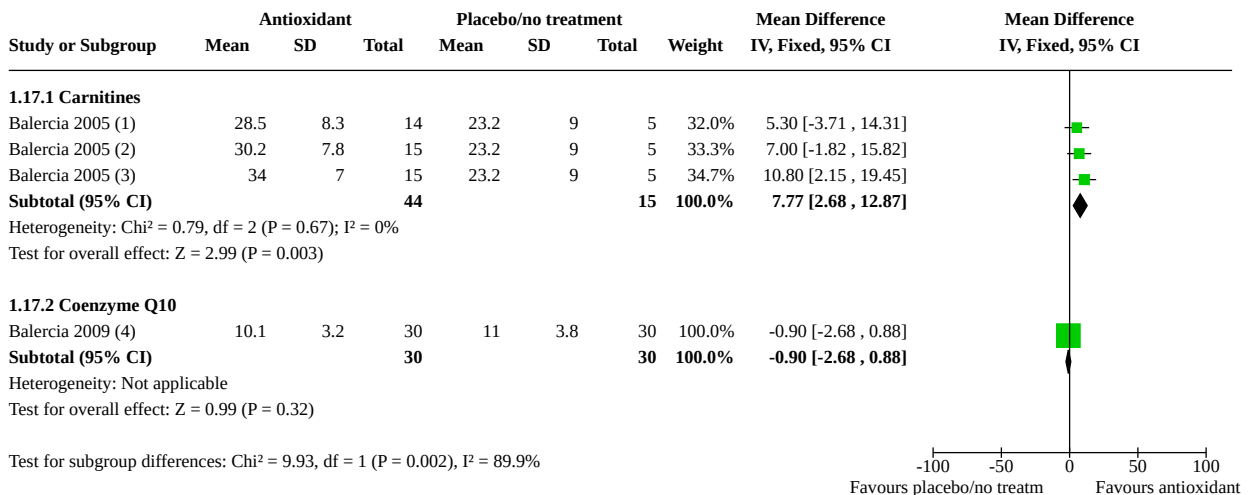 Antioxidant Placebo/no treatment Mean Difference Mean Difference
Study or Subgroup Mean SD Total Mean SD Total Weight IV, Fixed, 95% CI IV, Fixed, 95% CI
1.17.1 Carnitines
Balercia 2005 (1) 28.5 8.3 14 23.2 9 5 32.0% 5.30 [-3.71 , 14.31]
Balercia 2005 (2) 30.2 7.8 15 23.2 9 5 33.3% 7.00 [-1.82 , 15.82]
Balercia 2005 (3) 34 7 15 23.2 9 5 34.7% 10.80 [2.15 , 19.45]
Subtotal (95% CI) 44 15 100.0% 7.77 [2.68 , 12.87]
Heterogeneity: Chi² = 0.79, df = 2 (P = 0.67); I² = 0%
Test for overall effect: Z = 2.99 (P = 0.003)
1.17.2 Coenzyme Q10
Balercia 2009 (4) 10.1 3.2 30 11 3.8 30 100.0% -0.90 [-2.68 , 0.88]
Subtotal (95% CI) 30 30 100.0% -0.90 [-2.68 , 0.88]
Heterogeneity: Not applicable
Test for overall effect: Z = 0.99 (P = 0.32)
Test for subgroup differences: Chi² = 9.93, df = 1 (P = 0.002), I² = 89.9%
-100 -50 0 50 100
Favours placebo/no treatm Favours antioxidant